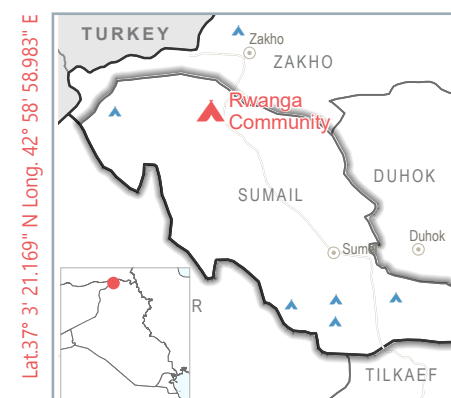 Lat.37° 3' 21.169" N Long. 42° 58' 58.983" E
TURKEY
Zakho
ZAKHO
Rwanga
Community
DUHOK
SUMAIL
Duhok
R
TILKAEF